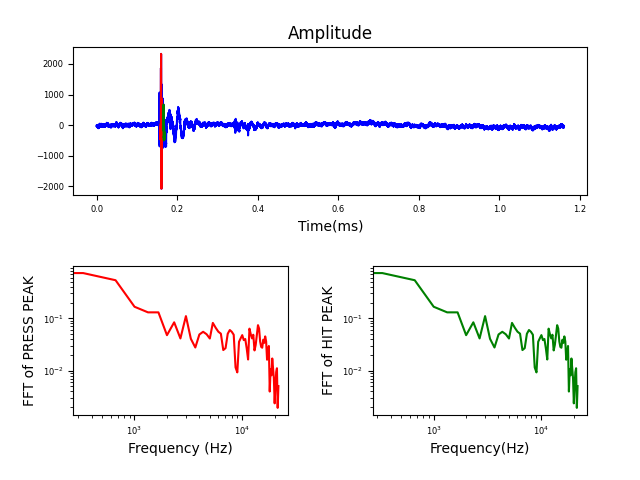 Amplitude
2000
1000
0
−1000
−2000
0.0 0.2 0.4 0.6 0.8 1.0 1.2
Time(ms)
FFT of PRESS PEAK
10⁻¹
10⁻²
10³ 10⁴
Frequency (Hz)
FFT of HIT PEAK
10⁻¹
10⁻²
10³ 10⁴
Frequency(Hz)